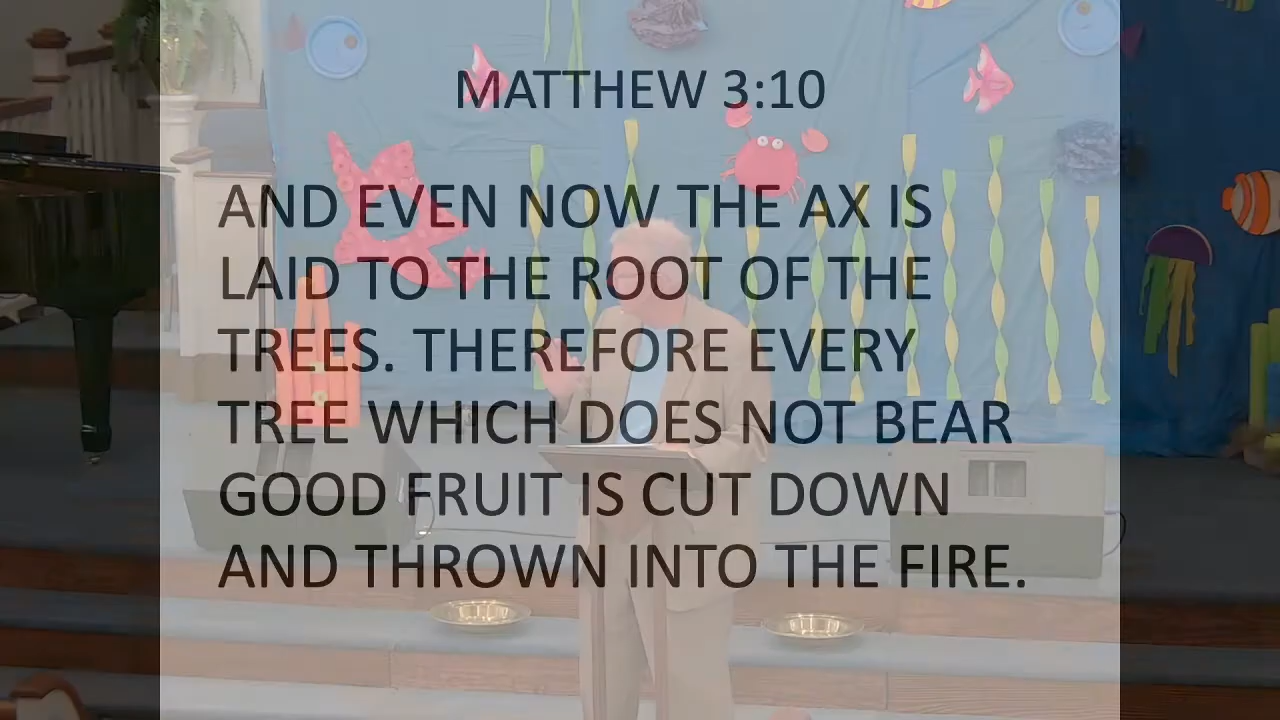 MATTHEW 3:10
AND EVEN NOW THE AX IS
LAID TO THE ROOT OF THE
TREES. THEREFORE EVERY
TREE WHICH DOES NOT BEAR
GOOD FRUIT IS CUT DOWN
AND THROWN INTO THE FIRE.